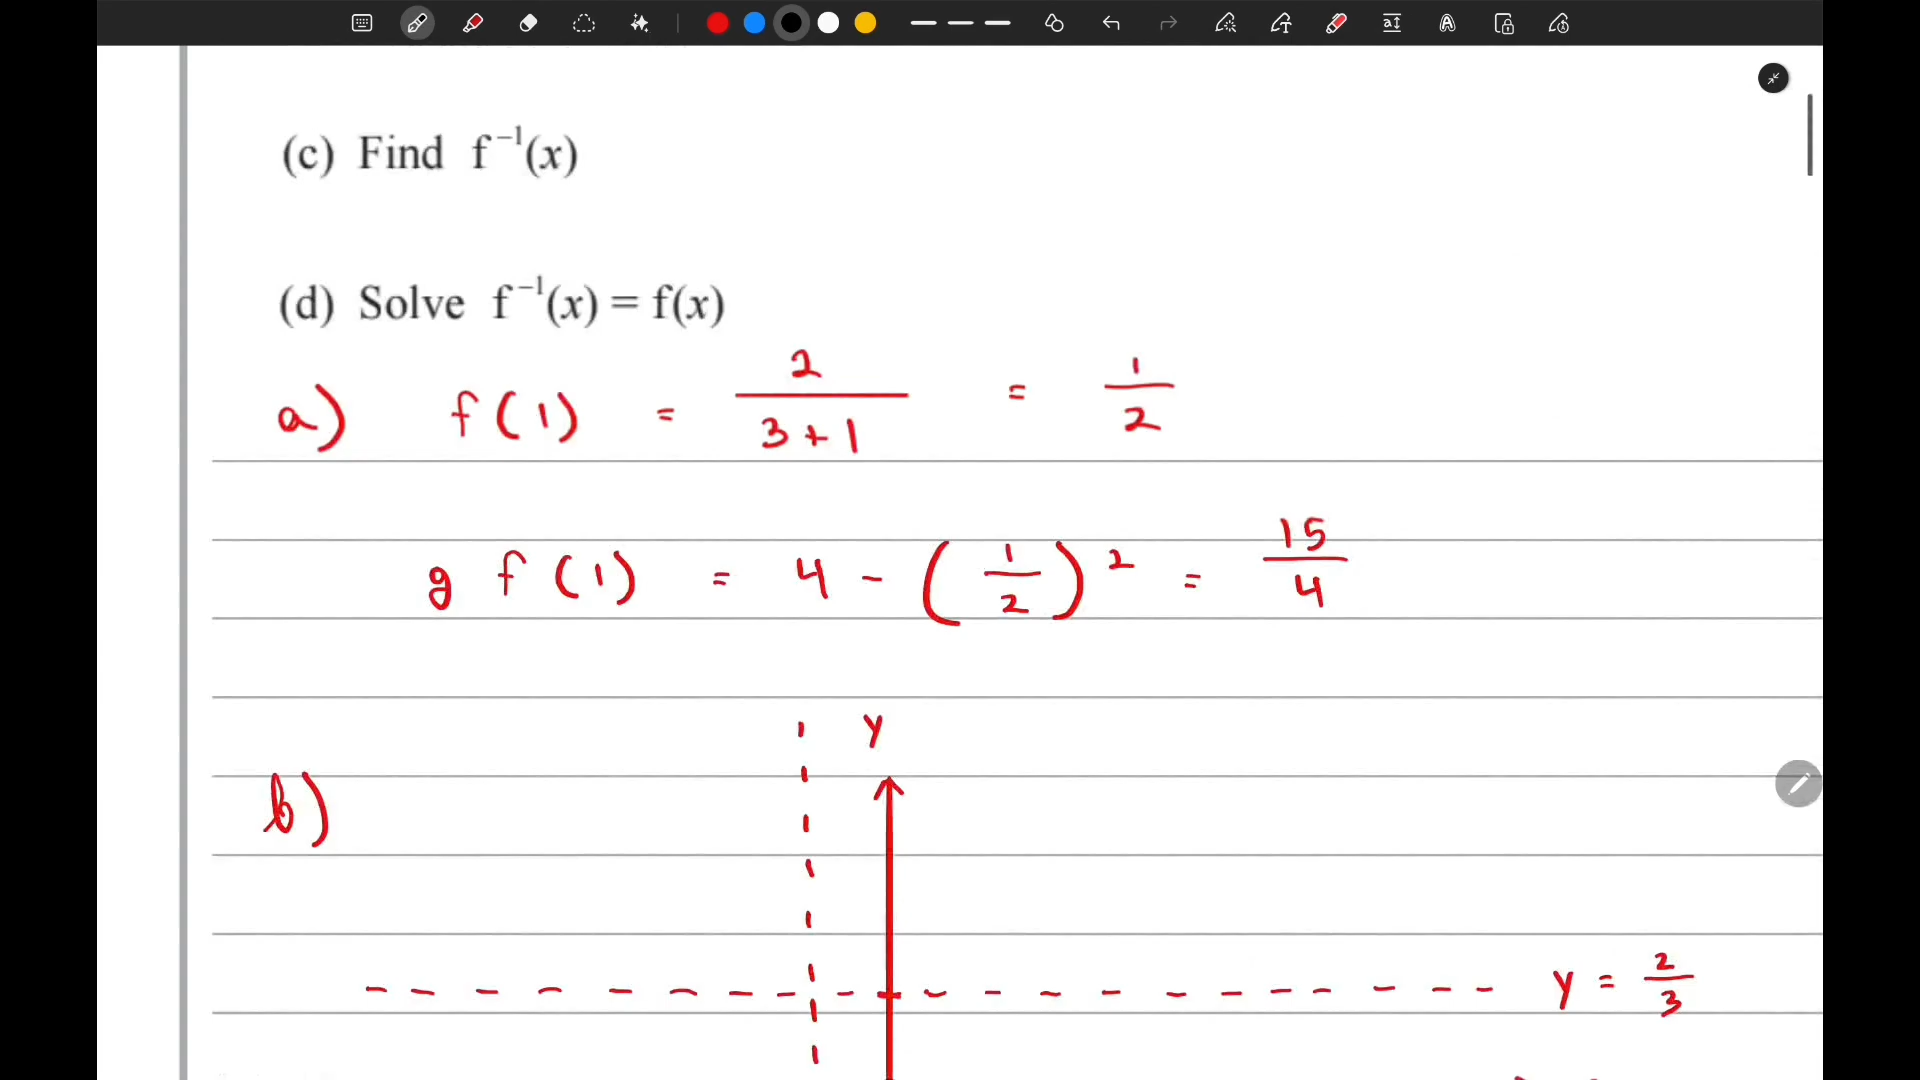 (c) Find f⁻¹(x)
(d) Solve f⁻¹(x) = f(x)
a) f(1) = 2/(3+1) = 1/2
g f(1) = 4 - (1/2)² = 15/4
b)
y
y = 2/3